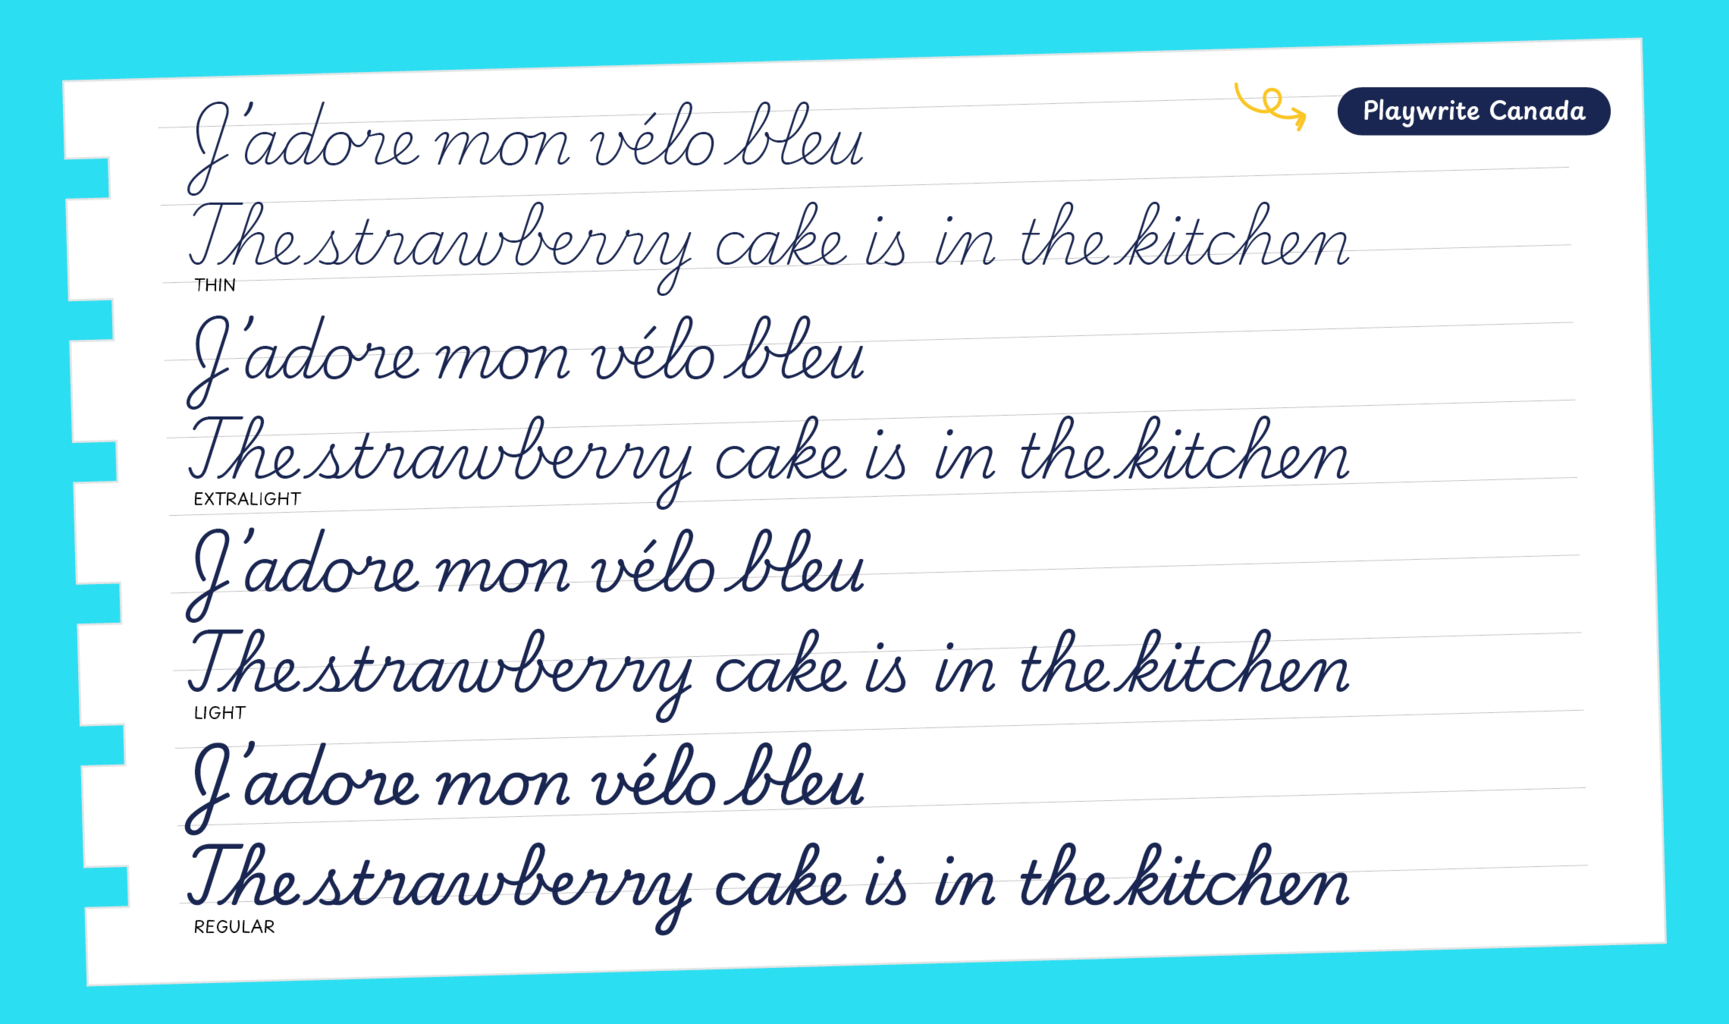 Playwrite Canada
J’adore mon vélo bleu
The strawberry cake is in the kitchen
THIN
J’adore mon vélo bleu
The strawberry cake is in the kitchen
EXTRALIGHT
J’adore mon vélo bleu
The strawberry cake is in the kitchen
LIGHT
J’adore mon vélo bleu
The strawberry cake is in the kitchen
REGULAR